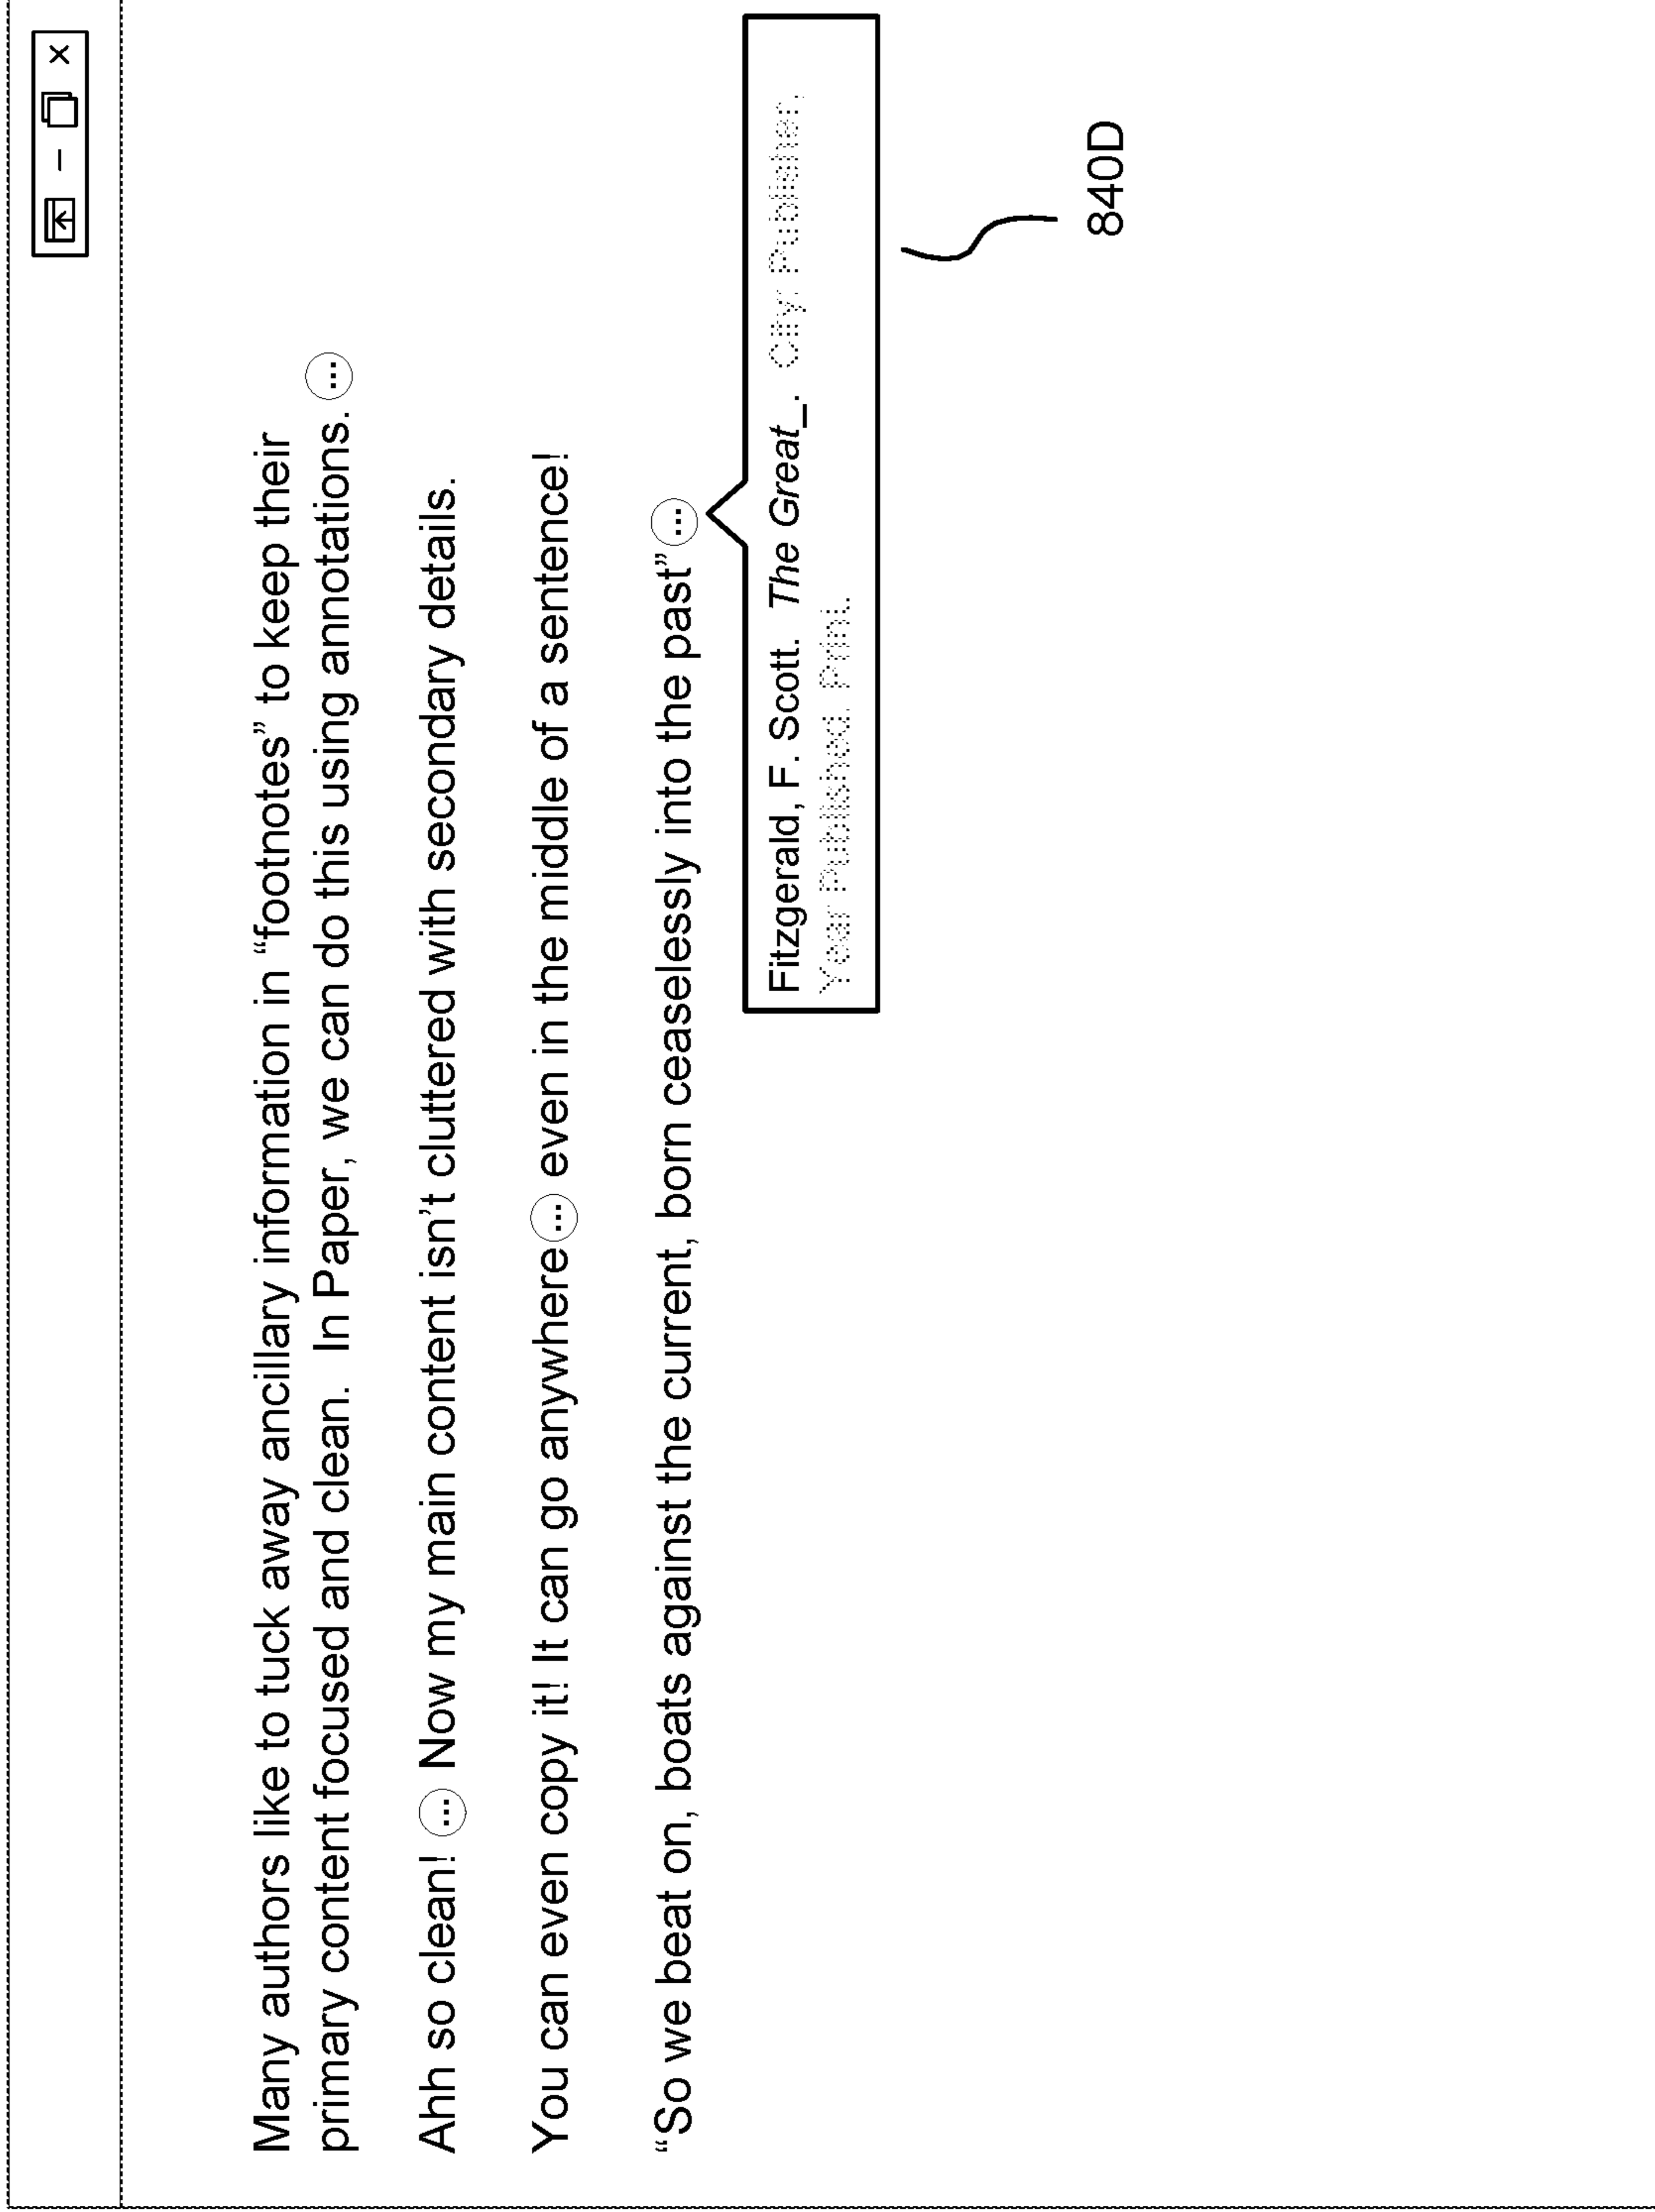 Many authors like to tuck away ancillary information in “footnotes” to keep their
primary content focused and clean.  In Paper, we can do this using annotations. (...)
Ahh so clean! (...) Now my main content isn’t cluttered with secondary details.
You can even copy it! It can go anywhere (...) even in the middle of a sentence!
“So we beat on, boats against the current, born ceaselessly into the past” (...)
Fitzgerald, F. Scott.  The Great_.  City: Publisher,
Year Published. Print.
840D